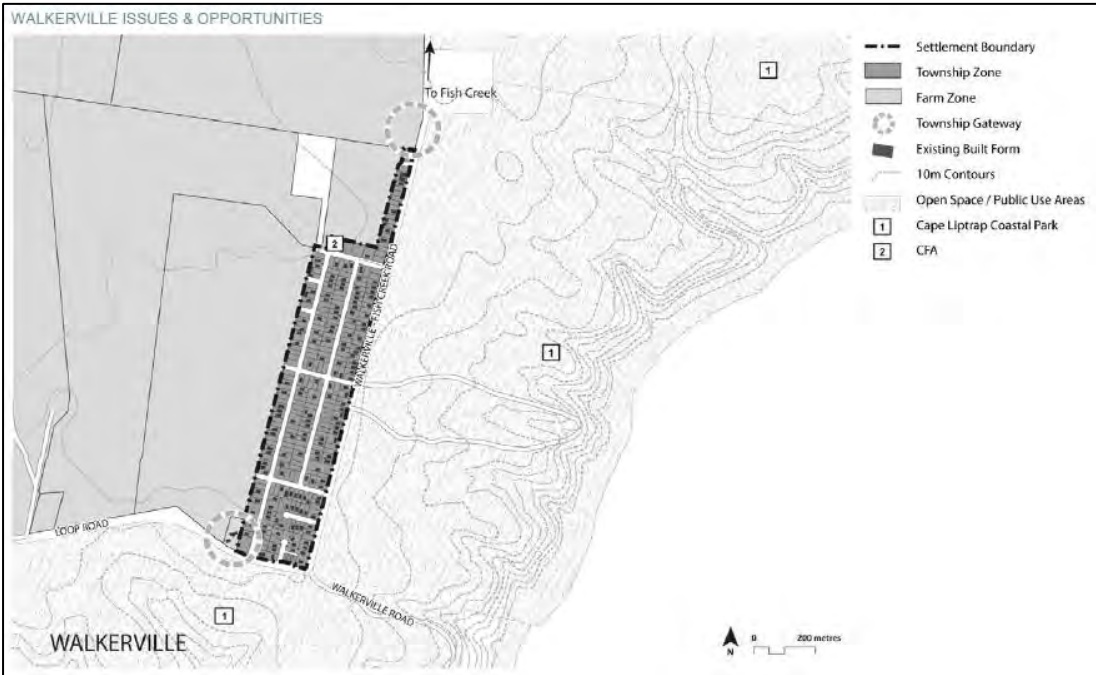 WALKERVILLE ISSUES & OPPORTUNITIES
To Fish Creek
1
2
WALKERVILLE - FISH CREEK ROAD
1
LOOP ROAD
WALKERVILLE ROAD
1
WALKERVILLE
Settlement Boundary
Township Zone
Farm Zone
Township Gateway
Existing Built Form
10m Contours
Open Space / Public Use Areas
1 Cape Liptrap Coastal Park
2 CFA
N
0 200 metres